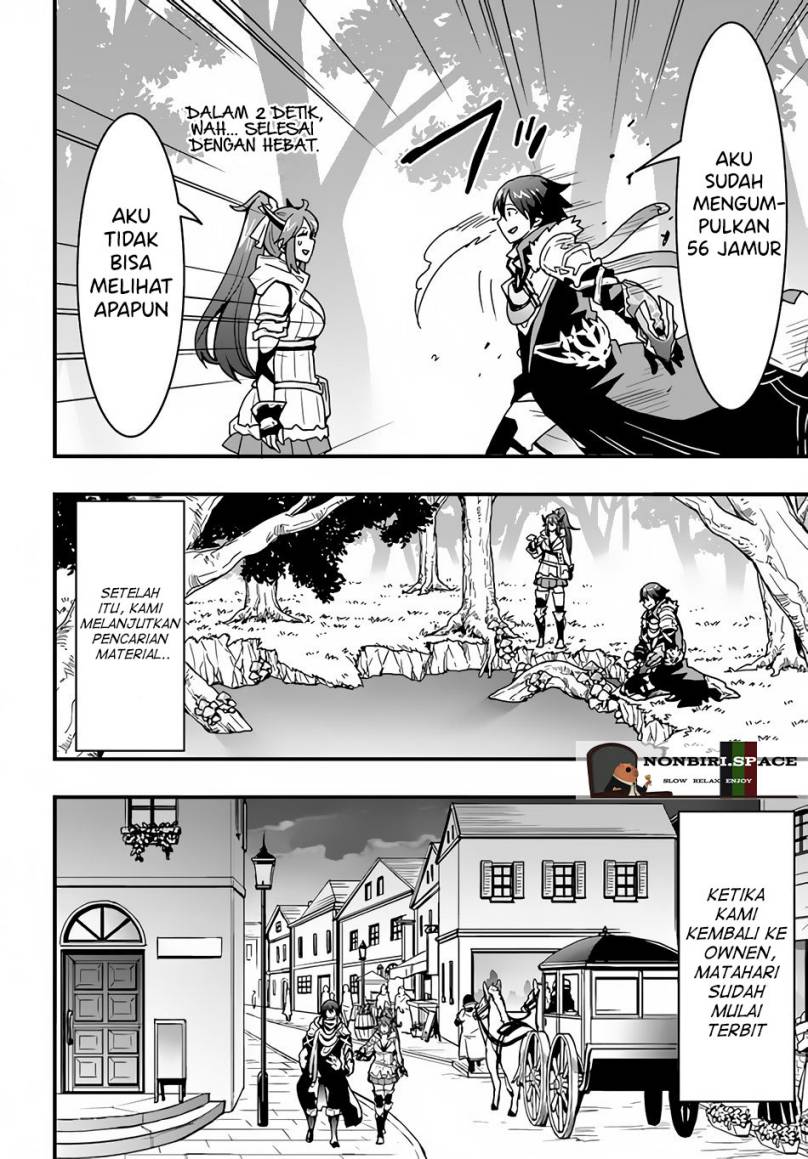 AKU
SUDAH
MENGUM-
PULKAN
56 JAMUR
DALAM 2 DETIK,
WAH... SELESAI
DENGAN HEBAT.
AKU
TIDAK
BISA
MELIHAT
APAPUN
SETELAH
ITU, KAMI
MELANJUTKAN
PENCARIAN
MATERIAL..
NONBIRI.SPACE
SLOW RELAX ENJOY
KETIKA
KAMI
KEMBALI KE
OWNEN,
MATAHARI
SUDAH
MULAI
TERBIT